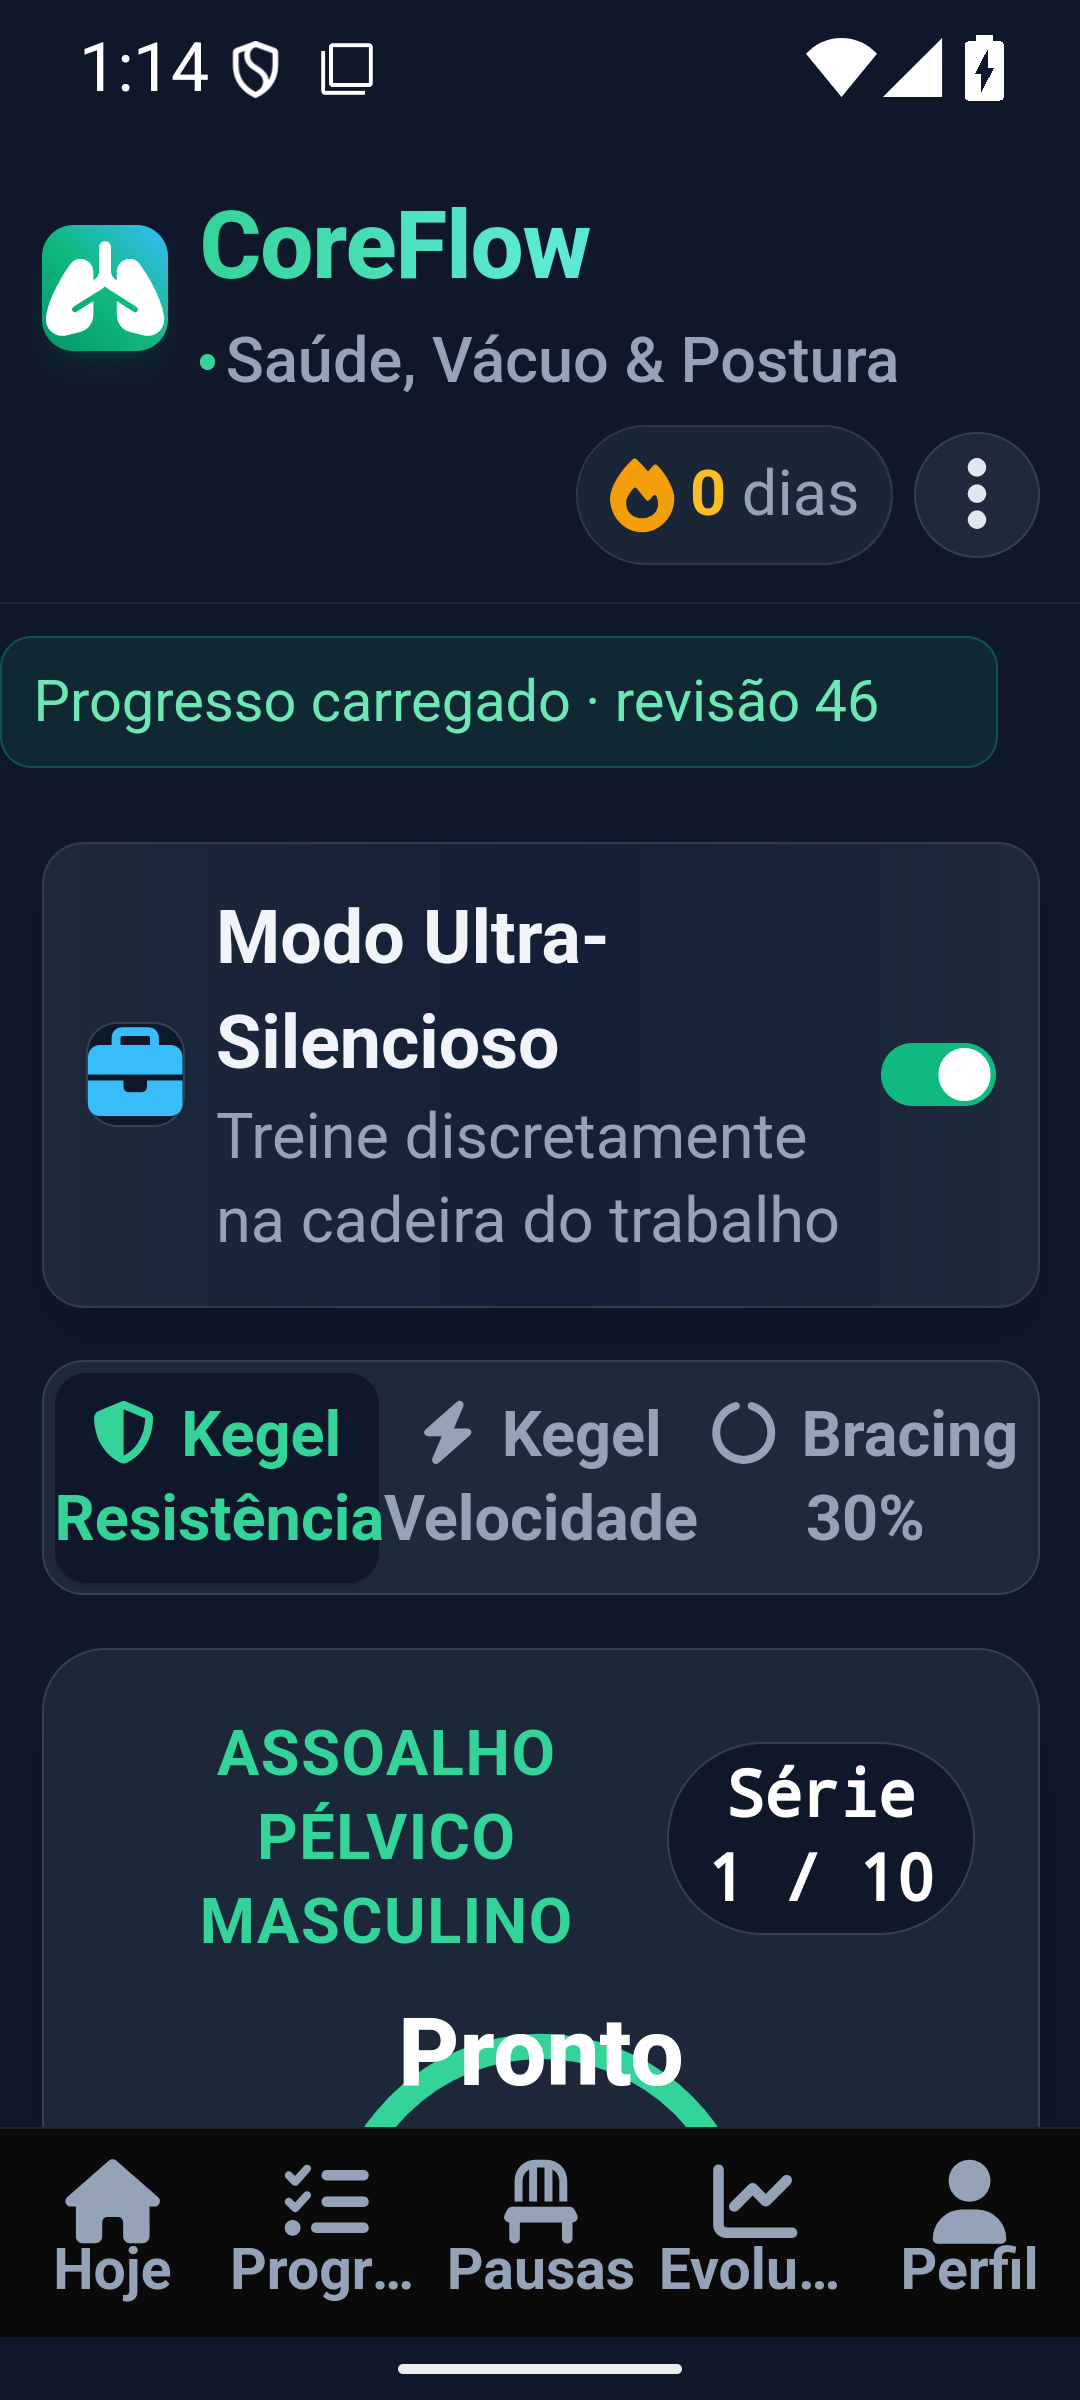 1:14
CoreFlow
Saúde, Vácuo & Postura
0 dias
Progresso carregado · revisão 46
Modo Ultra-
Silencioso
Treine discretamente
na cadeira do trabalho
Kegel
Resistência
Kegel
Velocidade
Bracing
30%
ASSOALHO
PÉLVICO
MASCULINO
Série
1 / 10
Pronto
Hoje
Progr...
Pausas
Evolu...
Perfil